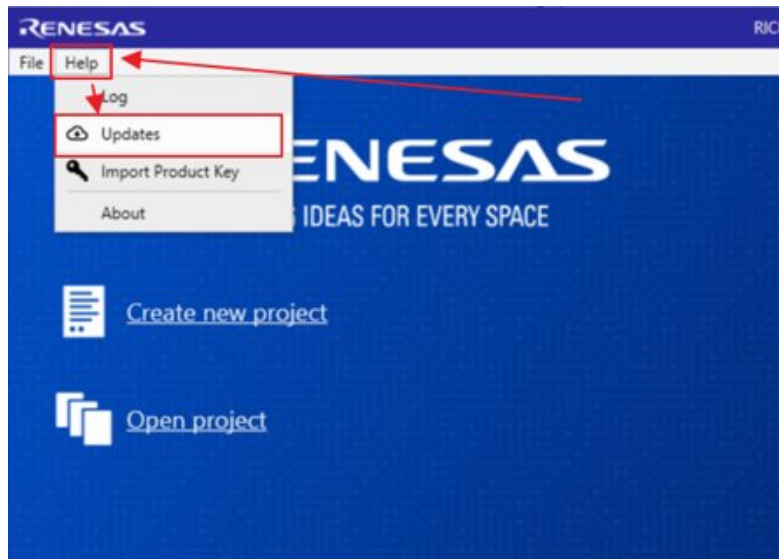 RENESAS
RIC
File Help
Log
Updates
Import Product Key
About
ENESAS
IDEAS FOR EVERY SPACE
Create new project
Open project